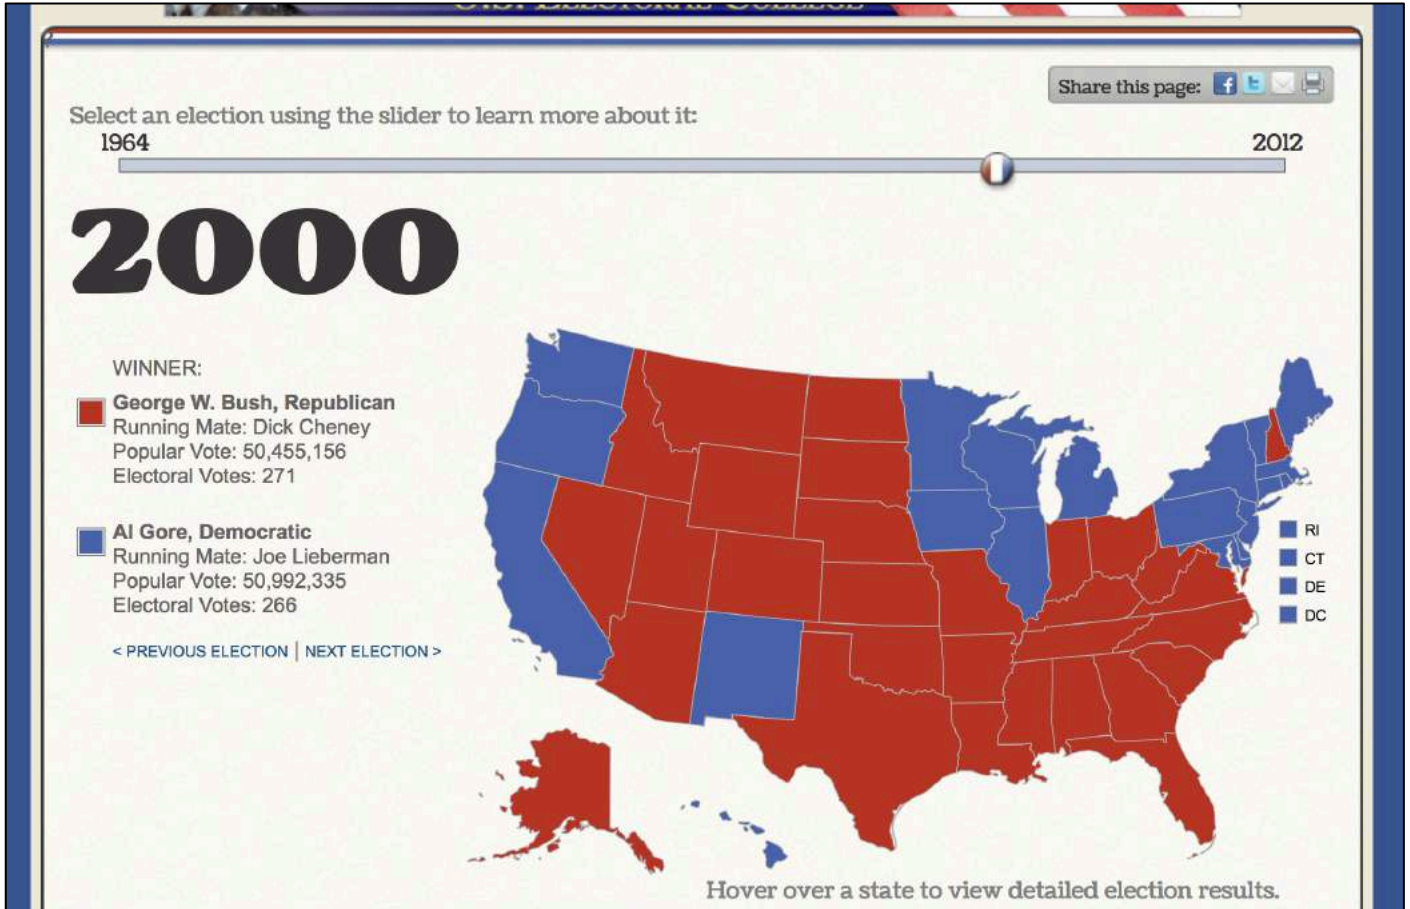 U.S. ELECTORAL COLLEGE
Share this page:
Select an election using the slider to learn more about it:
1964
2012
2000
WINNER:
George W. Bush, Republican
Running Mate: Dick Cheney
Popular Vote: 50,455,156
Electoral Votes: 271
Al Gore, Democratic
Running Mate: Joe Lieberman
Popular Vote: 50,992,335
Electoral Votes: 266
< PREVIOUS ELECTION | NEXT ELECTION >
RI
CT
DE
DC
Hover over a state to view detailed election results.